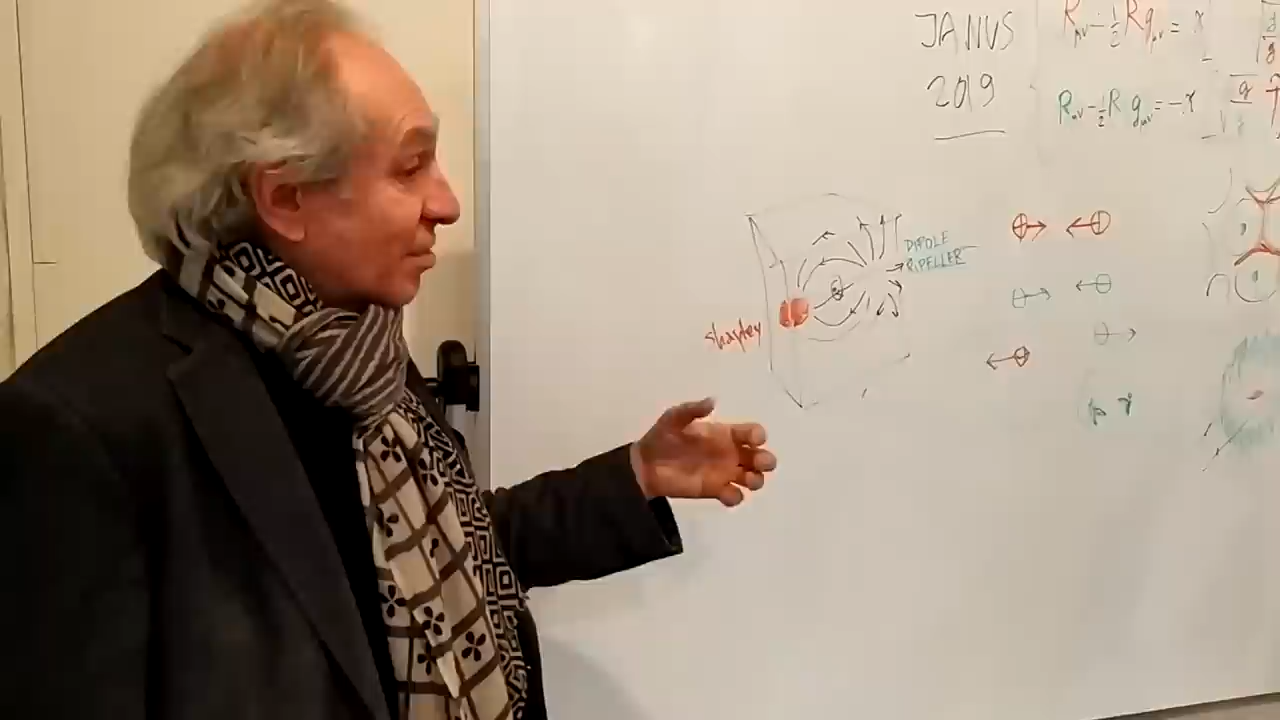 JANUS
2019
Rμν - 1/2 R gμν = χ
Rμν - 1/2 R gμν = -χ
DIPOLE
REPELLER
shapley